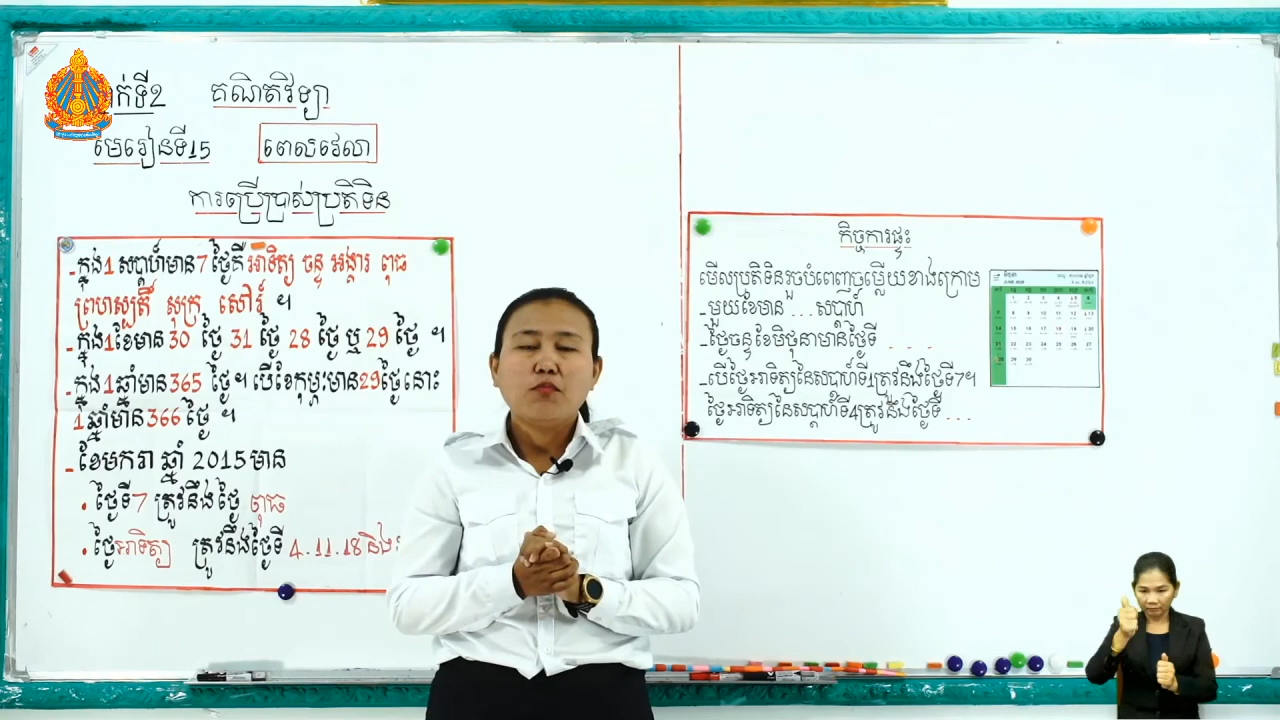 ថ្នាក់ទី2 គណិតវិទ្យា
មេរៀនទី15 ពេលវេលា
ការប្រើប្រាស់ប្រតិទិន
-ក្នុង1សប្តាហ៍មាន7ថ្ងៃគឺអាទិត្យ ចន្ទ អង្គារ ពុធ
ព្រហស្បតិ៍ សុក្រ សៅរ៍ ។
-ក្នុង1ខែមាន30 ថ្ងៃ 31 ថ្ងៃ 28 ថ្ងៃ ឬ 29 ថ្ងៃ ។
-ក្នុង1ឆ្នាំមាន365 ថ្ងៃ។ បើខែកុម្ភះមាន29ថ្ងៃនោះ
1ឆ្នាំមាន366 ថ្ងៃ ។
-ខែមករា ឆ្នាំ 2015មាន
• ថ្ងៃទី7 ត្រូវនឹងថ្ងៃ ពុធ
• ថ្ងៃអាទិត្យ ត្រូវនឹងថ្ងៃទី 4.11.18និង
កិច្ចការផ្ទះ
មើលប្រតិទិនរួចបំពេញចម្លើយខាងក្រោម
-មួយខែមាន ...សប្តាហ៍
-ថ្ងៃចន្ទខែមិថុនាមានថ្ងៃទី ....
-បើថ្ងៃអាទិត្យនៃសប្តាហ៍ទី1ត្រូវនឹងថ្ងៃទី7។
ថ្ងៃអាទិត្យនៃសប្តាហ៍ទី4ត្រូវនឹងថ្ងៃទី ...